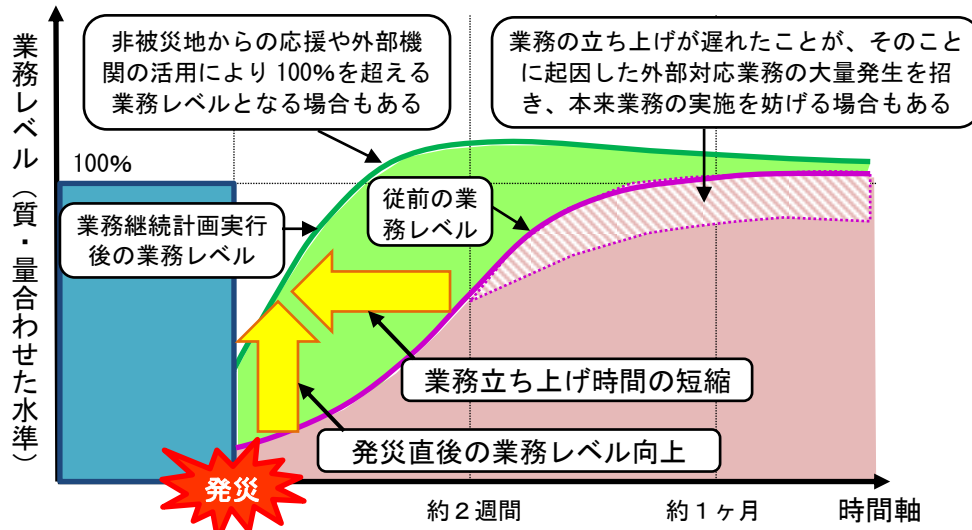 業務レベル（質・量合わせた水準）
非被災地からの応援や外部機
関の活用により 100%を超える
業務レベルとなる場合もある
業務の立ち上げが遅れたことが、そのこと
に起因した外部対応業務の大量発生を招
き、本来業務の実施を妨げる場合もある
100%
従前の業
務レベル
業務継続計画実行
後の業務レベル
業務立ち上げ時間の短縮
発災直後の業務レベル向上
発災
約２週間
約１ヶ月
時間軸